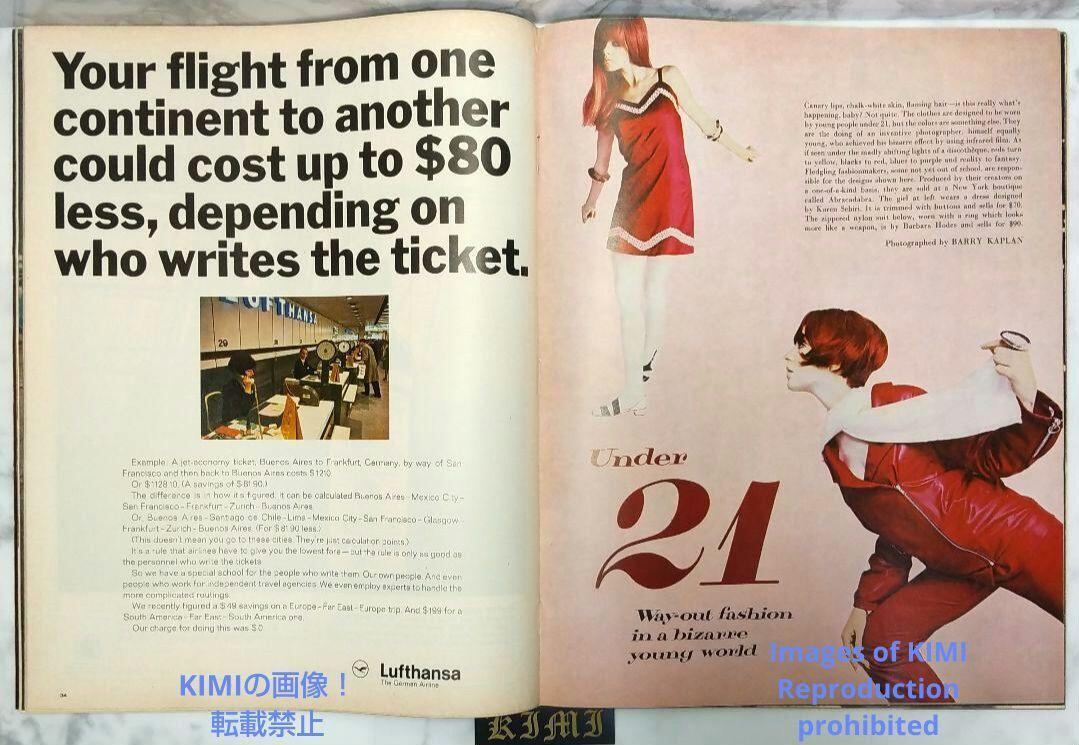 Your flight from one
continent to another
could cost up to $80
less, depending on
who writes the ticket.
LUFTHANSA
29
Example: A jet-economy ticket, Buenos Aires to Frankfurt, Germany, by way of San
Francisco and then back to Buenos Aires costs $1210.
Or $1128.10. (A savings of $81.90.)
The difference is in how it's figured. It can be calculated Buenos Aires-Mexico City-
San Francisco-Frankfurt-Zurich-Buenos Aires.
Or, Buenos Aires-Santiago de Chile-Lima-Mexico City-San Francisco-Glasgow-
Frankfurt-Zurich-Buenos Aires. (For $81.90 less.)
(This doesn't mean you go to these cities. They're just calculation points.)
It's a rule that airlines have to give you the lowest fare—but the rule is only as good as
the personnel who write the tickets.
So we have a special school for the people who write them. Our own people. And even
people who work for independent travel agencies. We even employ experts to handle the
more complicated routings.
We recently figured a $49 savings on a Europe-Far East-Europe trip. And $199 for a
South America-Far East-South America one.
Our charge for doing this was $0.
Lufthansa
The German Airline
34
Canary lips, chalk-white skin, flaming hair—is this really what's
happening, baby? Not quite. The clothes are designed to be worn
by young people under 21, but the colors are something else. They
are the doing of an inventive photographer, himself equally
young, who achieved the bizarre effect by using infrared film. As
if seen under the madly shifting lights of a discothèque, reds turn
to yellow, blacks to red, blues to purple and reality to fantasy.
Fledgling fashionmakers, some not yet out of school, are respon-
sible for the designs shown here. Produced by their creators on
a one-of-a-kind basis, they are sold at a New York boutique
called Abracadabra. The girl at left wears a dress designed
by Karen Sebiri. It is trimmed with buttons and sells for $70.
The zippered nylon suit below, worn with a ring which looks
more like a weapon, is by Barbara Hodes and sells for $90.
Photographed by BARRY KAPLAN
Under
21
Way-out fashion
in a bizarre
young world
KIMIの画像！
転載禁止
KIMI
Images of KIMI
Reproduction
prohibited